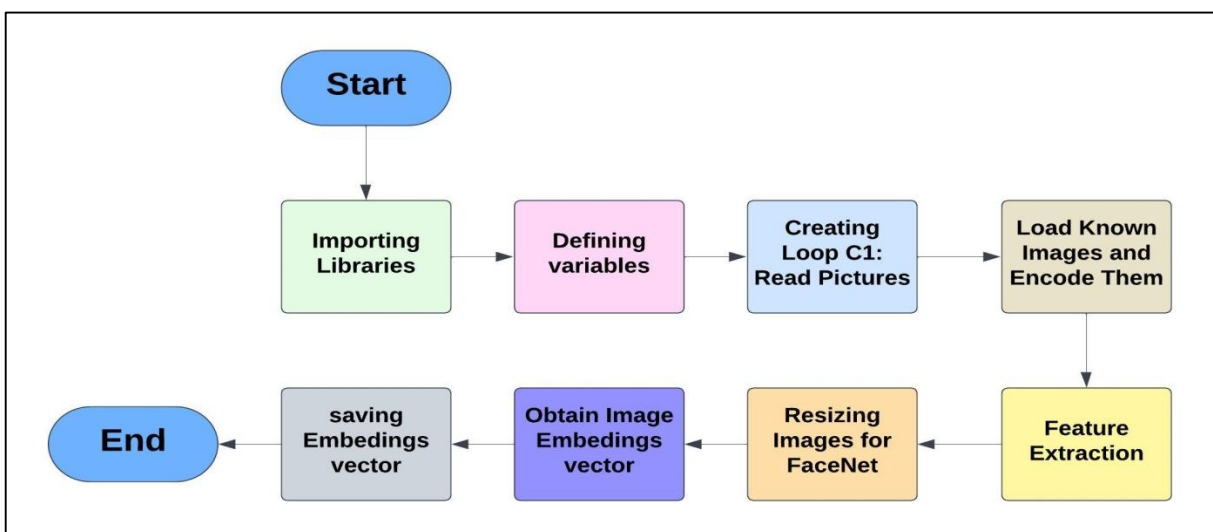 Start
Importing
Libraries
Defining
variables
Creating
Loop C1:
Read Pictures
Load Known
Images and
Encode Them
Feature
Extraction
Resizing
Images for
FaceNet
Obtain Image
Embedings
vector
saving
Embedings
vector
End